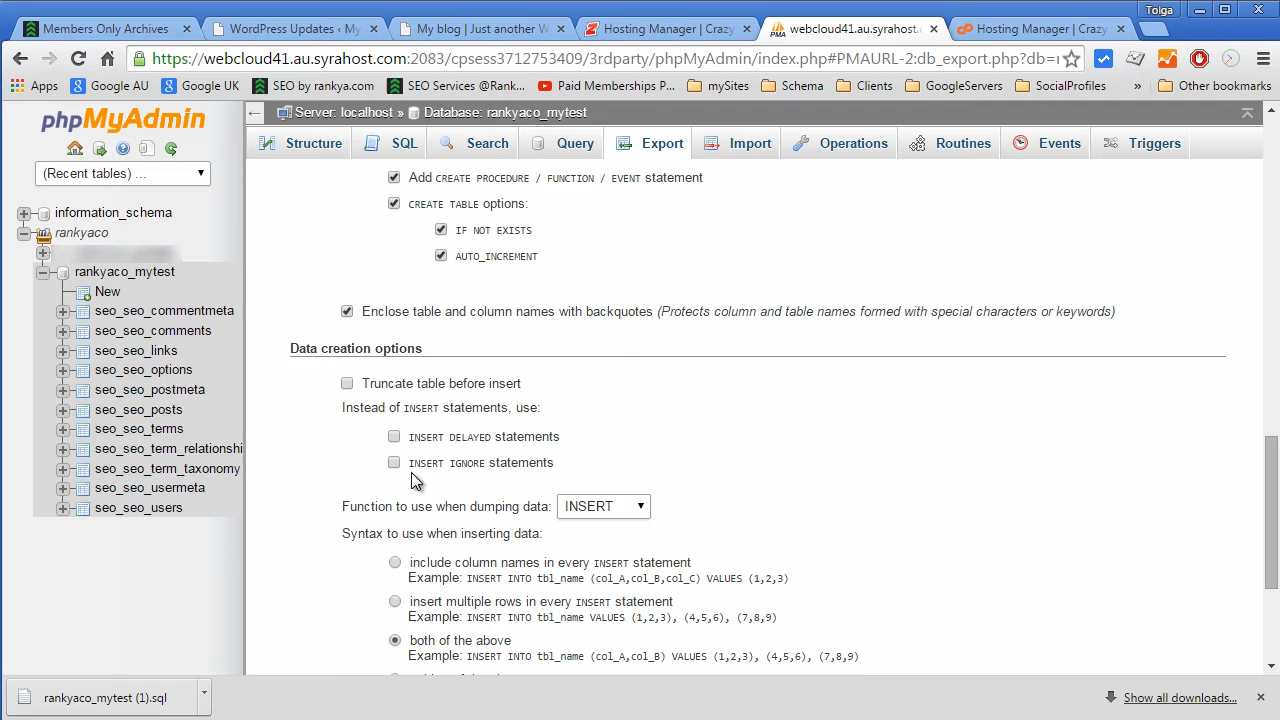 Tolga
Members Only Archives
WordPress Updates ‹ My
My blog | Just another W
Hosting Manager | Crazy
webcloud41.au.syrahost.
Hosting Manager | Crazy
https://webcloud41.au.syrahost.com:2083/cpsess3712753409/3rdparty/phpMyAdmin/index.php#PMAURL-2:db_export.php?db=
Apps
Google AU
Google UK
SEO by rankya.com
SEO Services @Rank...
Paid Memberships P...
mySites
Schema
Clients
GoogleServers
SocialProfiles
»
Other bookmarks
phpMyAdmin
(Recent tables) ...
information_schema
rankyaco
rankyaco_mytest
New
seo_seo_commentmeta
seo_seo_comments
seo_seo_links
seo_seo_options
seo_seo_postmeta
seo_seo_posts
seo_seo_terms
seo_seo_term_relationshi
seo_seo_term_taxonomy
seo_seo_usermeta
seo_seo_users
Server: localhost » Database: rankyaco_mytest
Structure
SQL
Search
Query
Export
Import
Operations
Routines
Events
Triggers
Add CREATE PROCEDURE / FUNCTION / EVENT statement
CREATE TABLE options:
IF NOT EXISTS
AUTO_INCREMENT
Enclose table and column names with backquotes (Protects column and table names formed with special characters or keywords)
Data creation options
Truncate table before insert
Instead of INSERT statements, use:
INSERT DELAYED statements
INSERT IGNORE statements
Function to use when dumping data: INSERT
Syntax to use when inserting data:
include column names in every INSERT statement
Example: INSERT INTO tbl_name (col_A,col_B,col_C) VALUES (1,2,3)
insert multiple rows in every INSERT statement
Example: INSERT INTO tbl_name VALUES (1,2,3), (4,5,6), (7,8,9)
both of the above
Example: INSERT INTO tbl_name (col_A,col_B) VALUES (1,2,3), (4,5,6), (7,8,9)
rankyaco_mytest (1).sql
Show all downloads...